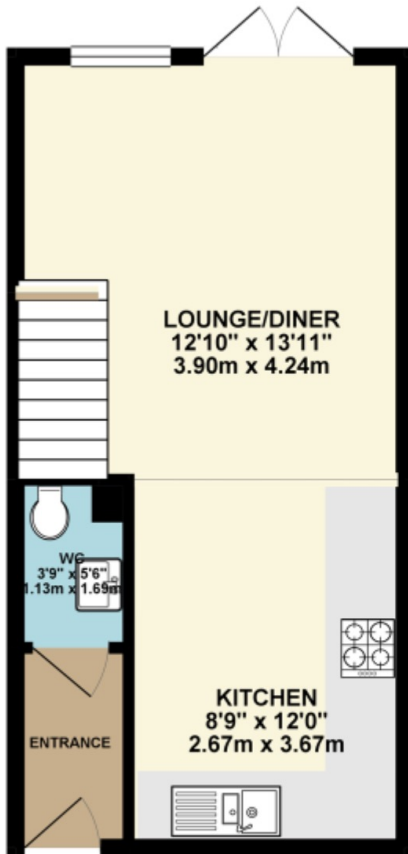 LOUNGE/DINER
12'10" x 13'11"
3.90m x 4.24m
WC
3'9" x 5'6"
1.13m x 1.69m
KITCHEN
8'9" x 12'0"
2.67m x 3.67m
ENTRANCE